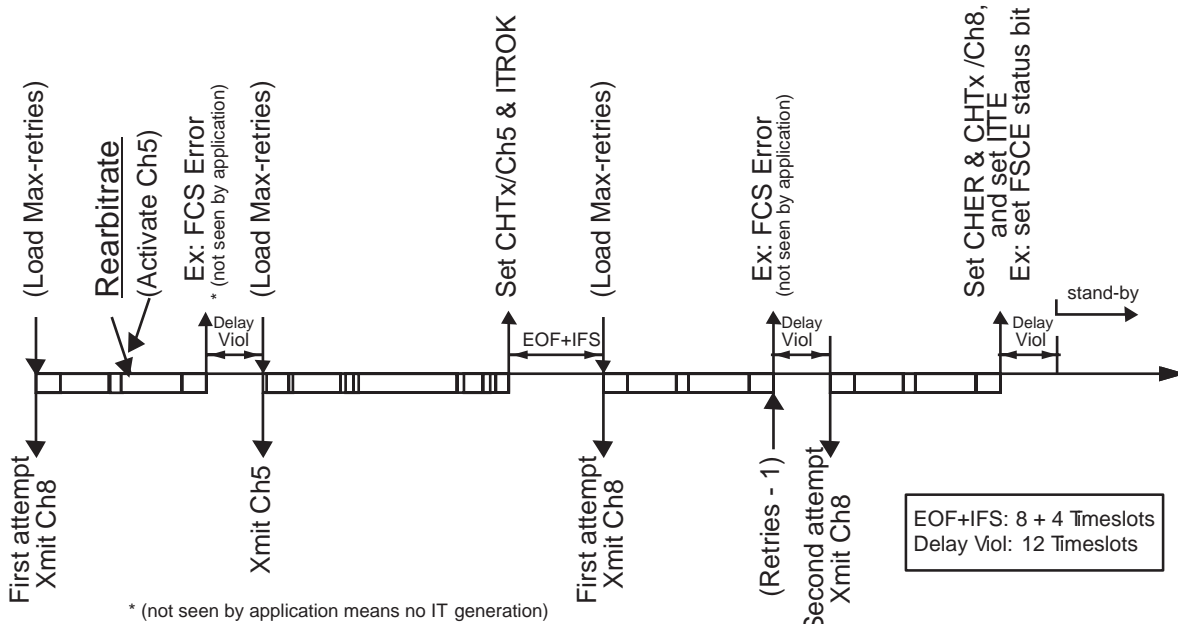 (Load Max-retries)
Rearbitrate
(Activate Ch5)
Ex: FCS Error
* (not seen by application)
(Load Max-retries)
Set CHTx/Ch5 & ITROK
(Load Max-retries)
Ex: FCS Error
(not seen by application)
Set CHER & CHTx /Ch8,
and set ITTE
Ex: set FSCE status bit
stand-by
Delay
Viol
EOF+IFS
Delay
Viol
Delay
Viol
First attempt
Xmit Ch8
Xmit Ch5
First attempt
Xmit Ch8
(Retries - 1)
Second attempt
Xmit Ch8
EOF+IFS: 8 + 4 Timeslots
Delay Viol: 12 Timeslots
* (not seen by application means no IT generation)